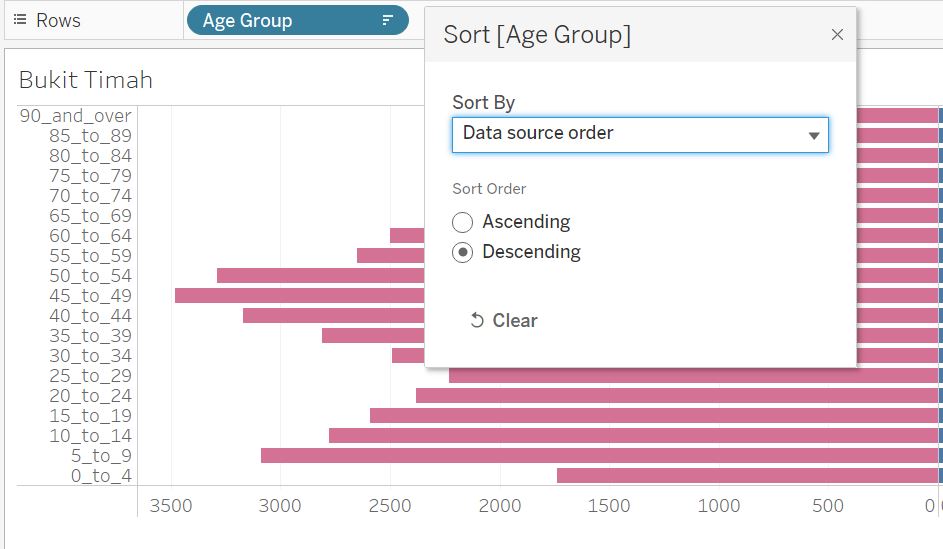 Rows
Age Group
Sort [Age Group]
Sort By
Data source order
Sort Order
Ascending
Descending
Clear
Bukit Timah
90_and_over
85_to_89
80_to_84
75_to_79
70_to_74
65_to_69
60_to_64
55_to_59
50_to_54
45_to_49
40_to_44
35_to_39
30_to_34
25_to_29
20_to_24
15_to_19
10_to_14
5_to_9
0_to_4
3500 3000 2500 2000 1500 1000 500 0